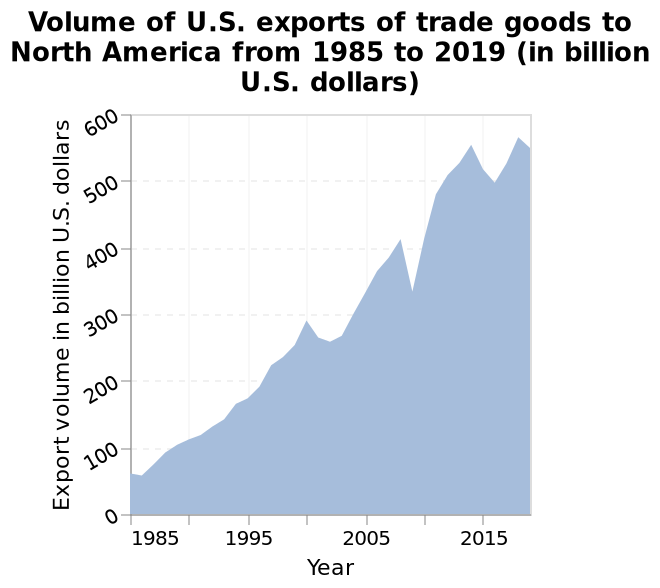 Volume of U.S. exports of trade goods to
North America from 1985 to 2019 (in billion
U.S. dollars)
Export volume in billion U.S. dollars
600
500
400
300
200
100
0
1985 1995 2005 2015
Year